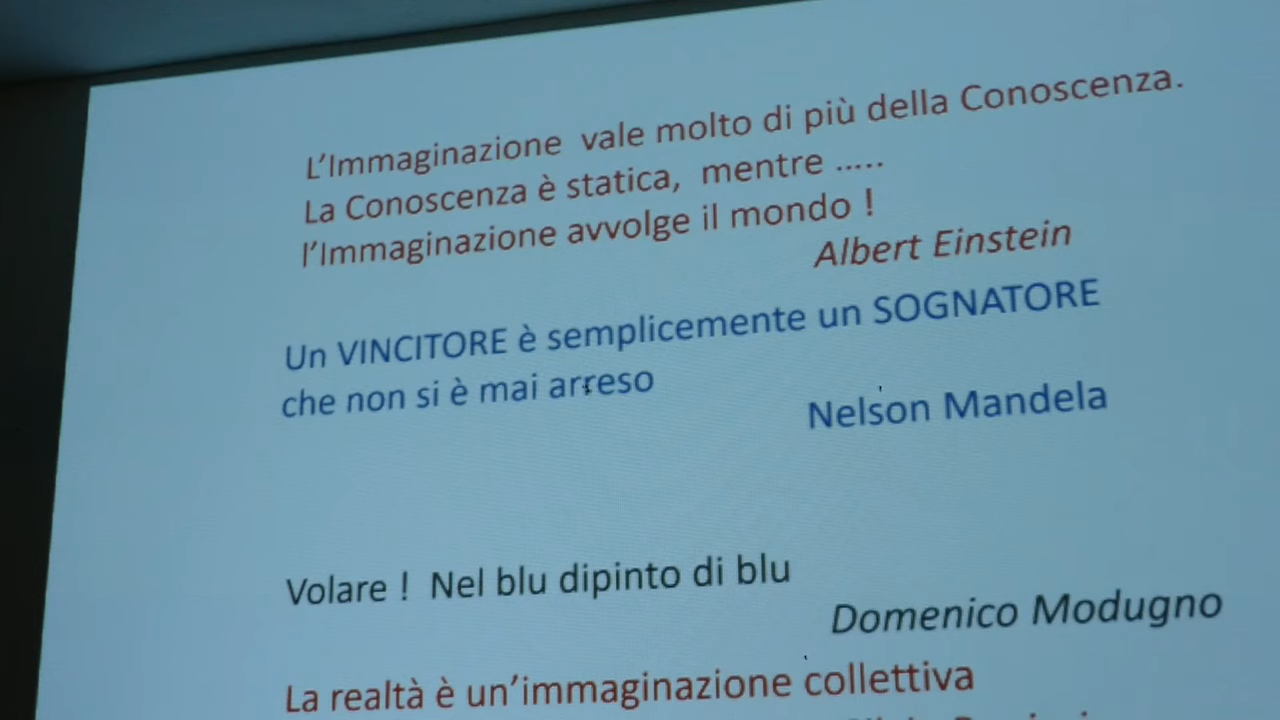 L’Immaginazione vale molto di più della Conoscenza.
La Conoscenza è statica, mentre .....
l’Immaginazione avvolge il mondo !
Albert Einstein
Un VINCITORE è semplicemente un SOGNATORE
che non si è mai arreso
Nelson Mandela
Volare ! Nel blu dipinto di blu
Domenico Modugno
La realtà è un’immaginazione collettiva